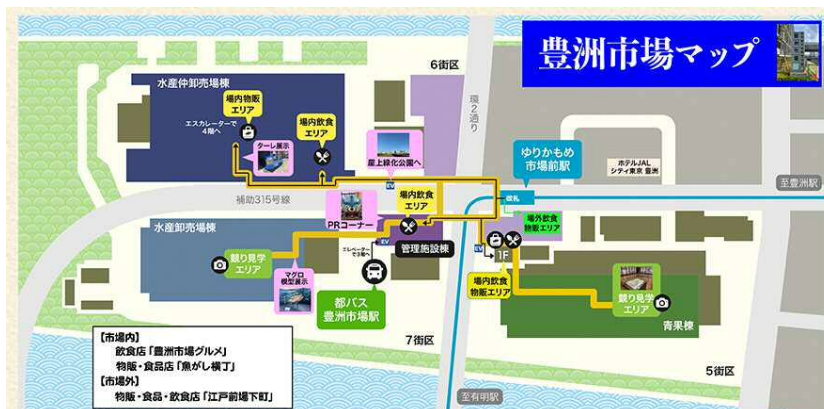 豊洲市場マップ
6街区
水産仲卸売場棟
場内物販
エリア
エスカレーターで
4階へ
ターレ展示
場内飲食
エリア
屋上緑化公園へ
環2通り
ゆりかもめ
市場前駅
ホテルJAL
シティ東京 豊洲
至豊洲駅
EV
改札
補助315号線
場内飲食
エリア
PRコーナー
場外飲食
物販エリア
水産卸売場棟
管理施設棟
EV
エレベーター
で3階へ
EV
1F
競り見学
エリア
マグロ
模型展示
都バス
豊洲市場駅
場内飲食
物販エリア
競り見学
エリア
青果棟
7街区
5街区
至有明駅
【市場内】
飲食店「豊洲市場グルメ」
物販・食品店「魚がし横丁」
【市場外】
物販・食品・飲食店「江戸前場下町」